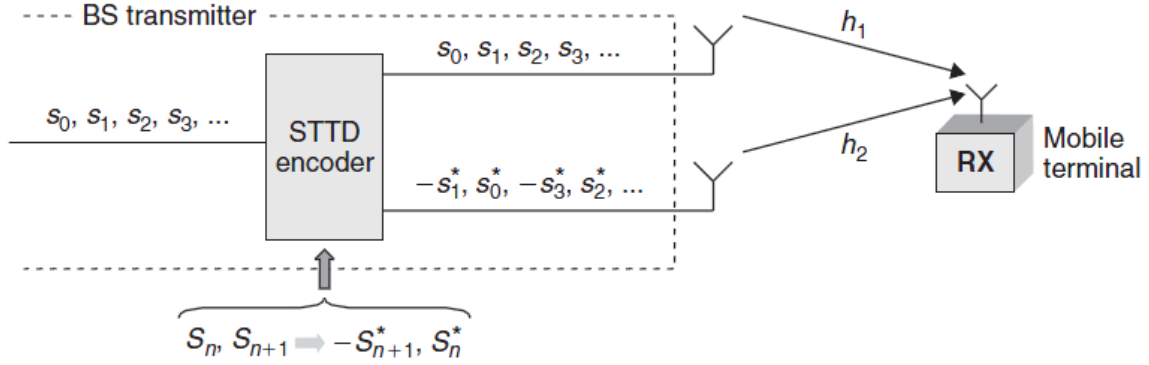 BS transmitter
s₀, s₁, s₂, s₃, ...
STTD
encoder
s₀, s₁, s₂, s₃, ...
−s₁*, s₀*, −s₃*, s₂*, ...
h₁
h₂
RX
Mobile
terminal
Sₙ, Sₙ₊₁ ➡ −S*ₙ₊₁, S*ₙ